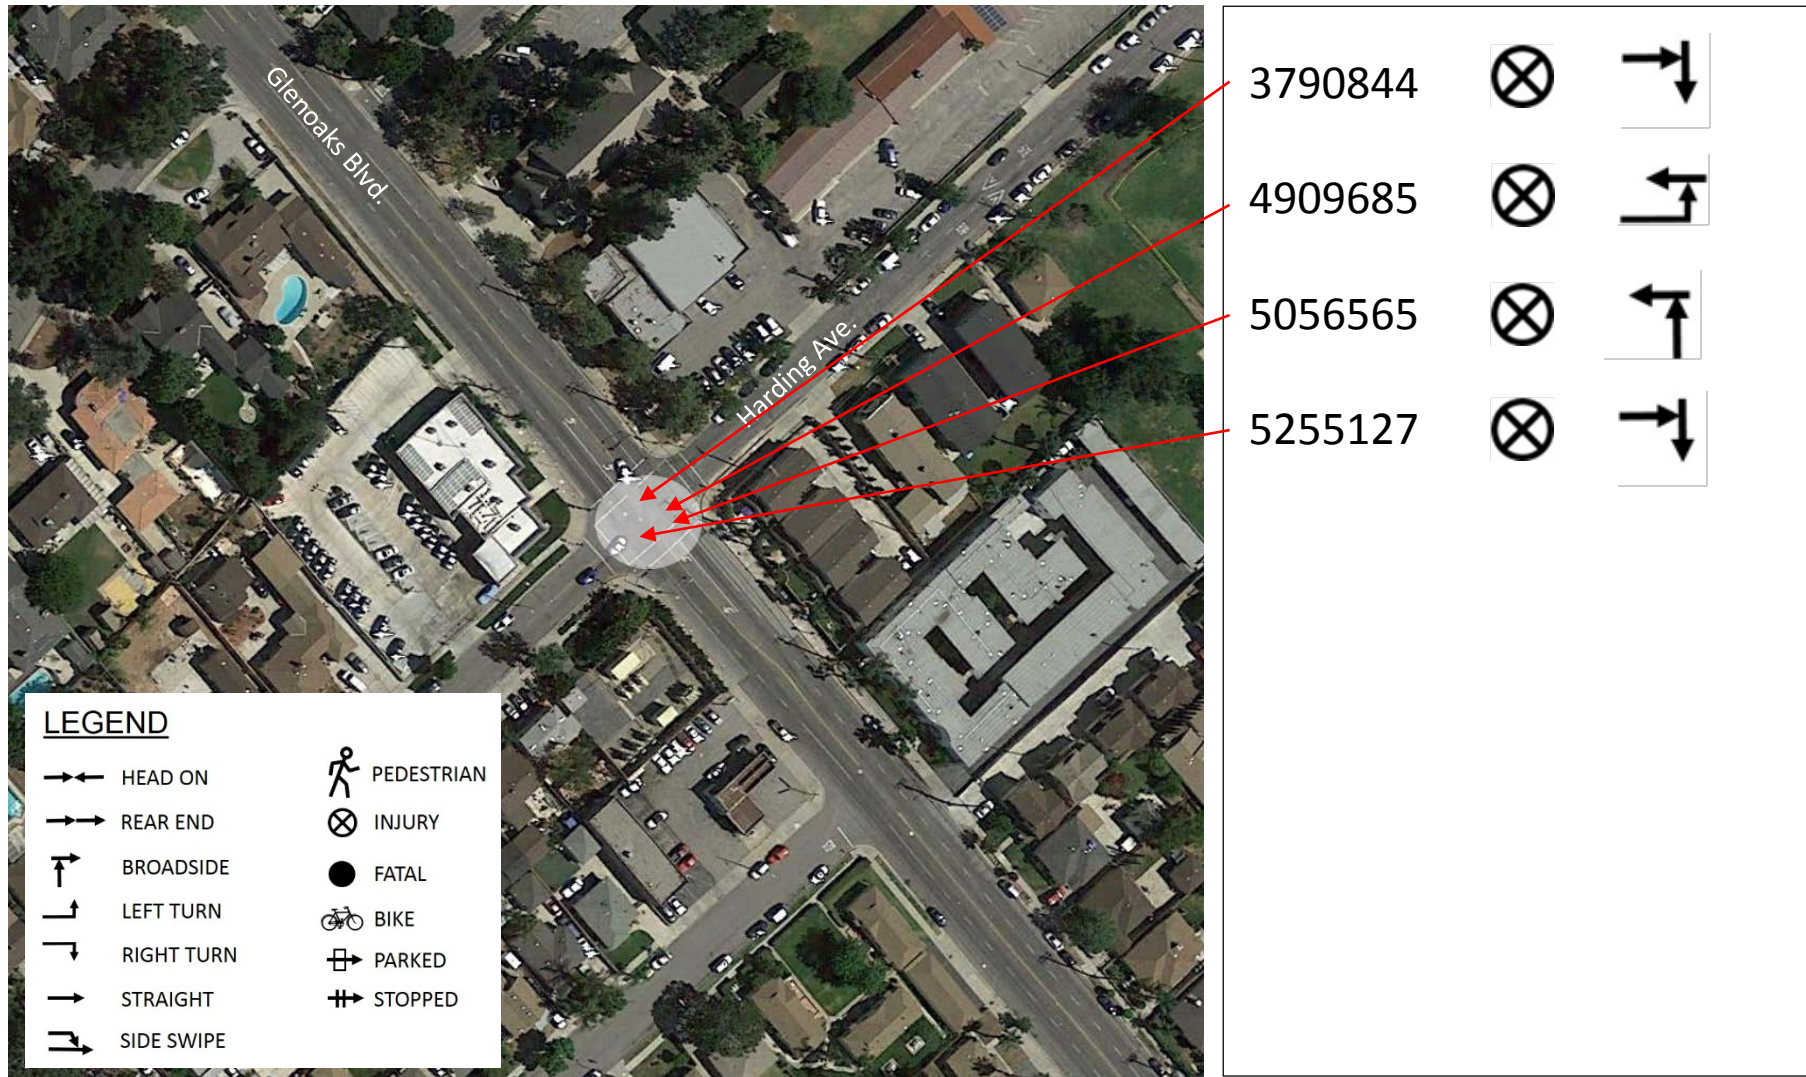 Glenoaks Blvd.
Harding Ave.
3790844
4909685
5056565
5255127
LEGEND
HEAD ON
REAR END
BROADSIDE
LEFT TURN
RIGHT TURN
STRAIGHT
SIDE SWIPE
PEDESTRIAN
INJURY
FATAL
BIKE
PARKED
STOPPED